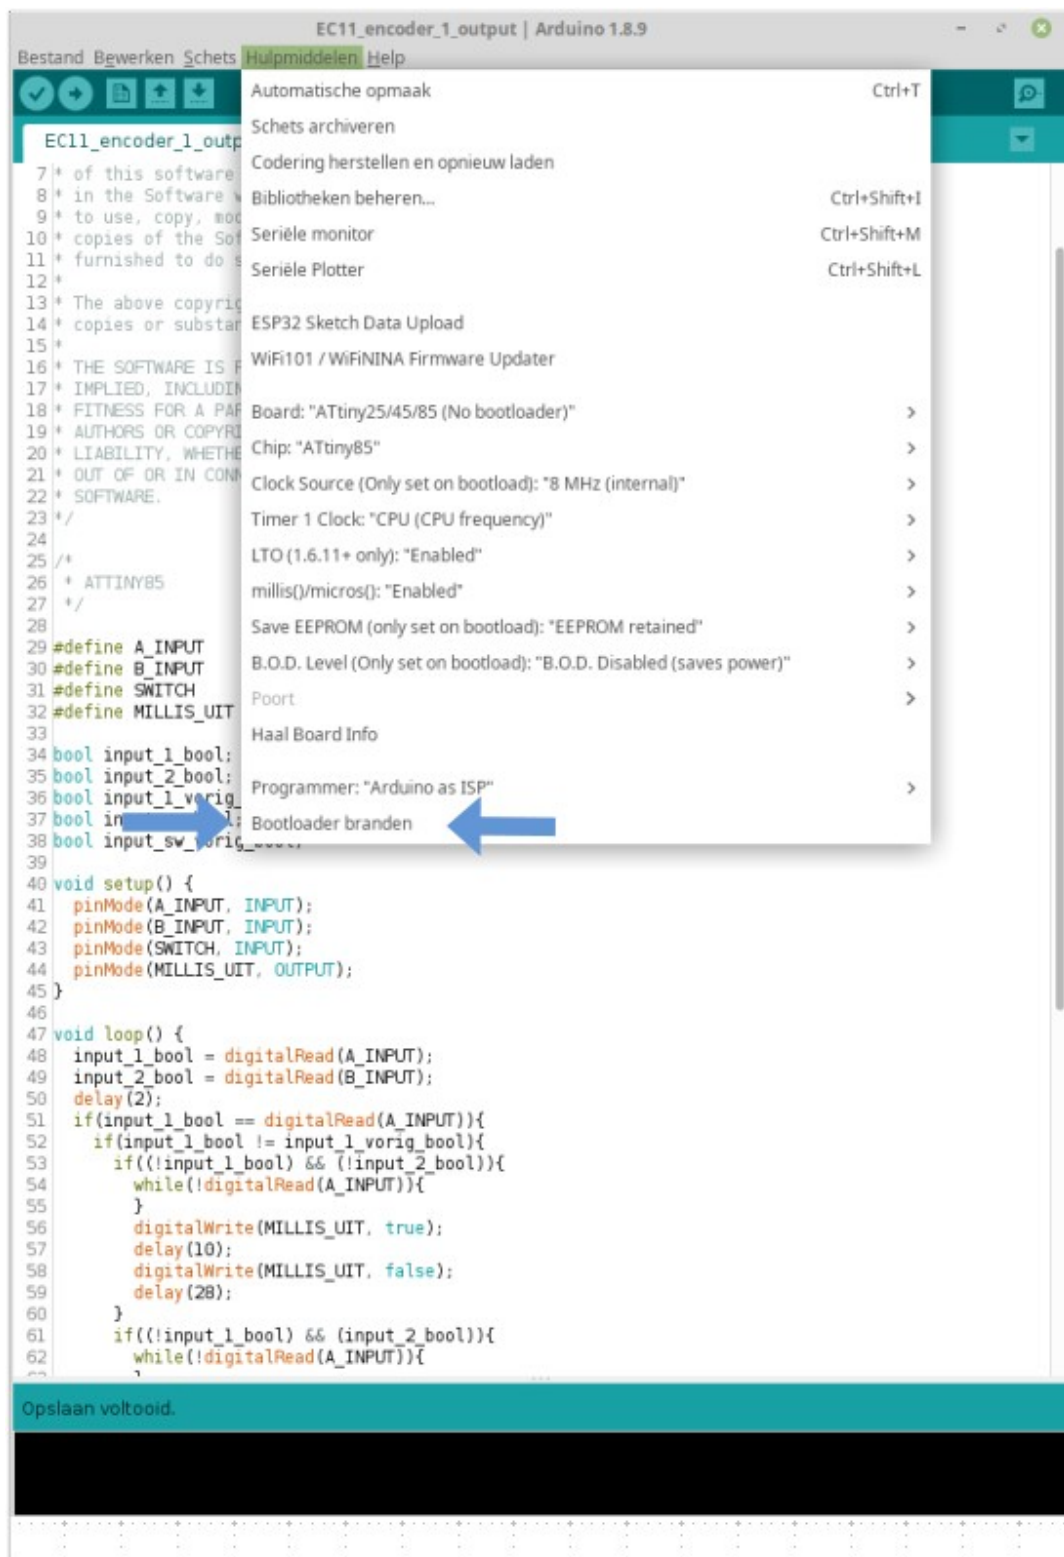 EC11_encoder_1_output | Arduino 1.8.9
Bestand Bewerken Schets Hulpmiddelen Help
Automatische opmaak Ctrl+T
Schets archiveren
EC11_encoder_1_outp
Codering herstellen en opnieuw laden
Bibliotheken beheren... Ctrl+Shift+I
Seriële monitor Ctrl+Shift+M
Seriële Plotter Ctrl+Shift+L
ESP32 Sketch Data Upload
WiFi101 / WiFiNINA Firmware Updater
Board: "ATtiny25/45/85 (No bootloader)"
Chip: "ATtiny85"
Clock Source (Only set on bootload): "8 MHz (internal)"
Timer 1 Clock: "CPU (CPU frequency)"
LTO (1.6.11+ only): "Enabled"
millis()/micros(): "Enabled"
Save EEPROM (only set on bootload): "EEPROM retained"
B.O.D. Level (Only set on bootload): "B.O.D. Disabled (saves power)"
Poort
Haal Board Info
Programmer: "Arduino as ISP"
Bootloader branden
7 * of this software
8 * in the Software w
9 * to use, copy, mod
10 * copies of the Sof
11 * furnished to do s
12 *
13 * The above copyrig
14 * copies or substan
15 *
16 * THE SOFTWARE IS P
17 * IMPLIED, INCLUDIN
18 * FITNESS FOR A PAR
19 * AUTHORS OR COPYRI
20 * LIABILITY, WHETHE
21 * OUT OF OR IN CONN
22 * SOFTWARE.
23 */
24
25 /*
26 * ATTINY85
27 */
28
29 #define A_INPUT
30 #define B_INPUT
31 #define SWITCH
32 #define MILLIS_UIT
33
34 bool input_1_bool;
35 bool input_2_bool;
36 bool input_1_vorig_
37 bool in
38 bool input_sw_vorig_bool;
39
40 void setup() {
41 pinMode(A_INPUT, INPUT);
42 pinMode(B_INPUT, INPUT);
43 pinMode(SWITCH, INPUT);
44 pinMode(MILLIS_UIT, OUTPUT);
45 }
46
47 void loop() {
48 input_1_bool = digitalRead(A_INPUT);
49 input_2_bool = digitalRead(B_INPUT);
50 delay(2);
51 if(input_1_bool == digitalRead(A_INPUT)){
52 if(input_1_bool != input_1_vorig_bool){
53 if((!input_1_bool) && (!input_2_bool)){
54 while(!digitalRead(A_INPUT)){
55 }
56 digitalWrite(MILLIS_UIT, true);
57 delay(10);
58 digitalWrite(MILLIS_UIT, false);
59 delay(28);
60 }
61 if((!input_1_bool) && (input_2_bool)){
62 while(!digitalRead(A_INPUT)){
Opslaan voltooid.